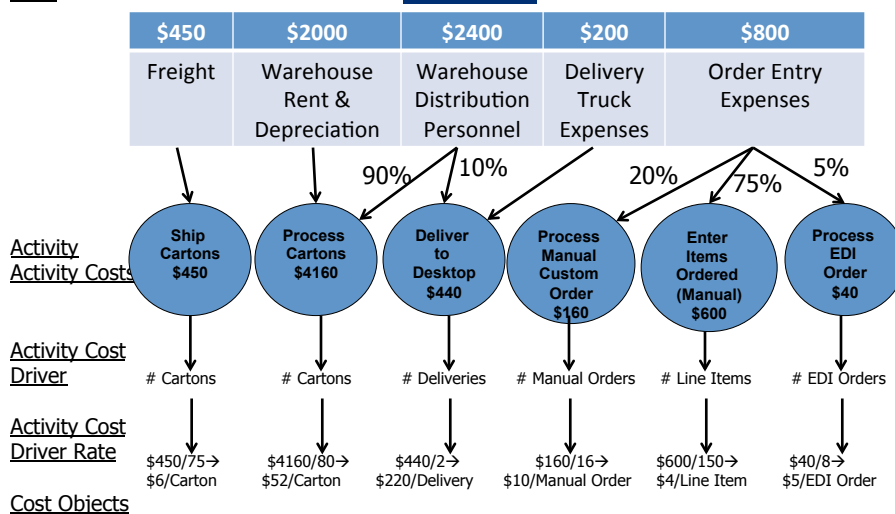 $450 $2000 $2400 $200 $800
Freight Warehouse Warehouse Delivery Order Entry
Rent & Distribution Truck Expenses
Depreciation Personnel Expenses
90% 10% 20% 75% 5%
Ship Process Deliver Process Enter Process
Cartons Cartons to Manual Items EDI
$450 $4160 Desktop Custom Ordered Order
$440 Order (Manual) $40
$160 $600
Activity
Activity Costs
Activity Cost
Driver
# Cartons # Cartons # Deliveries # Manual Orders # Line Items # EDI Orders
Activity Cost
Driver Rate
$450/75→ $4160/80→ $440/2→ $160/16→ $600/150→ $40/8→
$6/Carton $52/Carton $220/Delivery $10/Manual Order $4/Line Item $5/EDI Order
Cost Objects